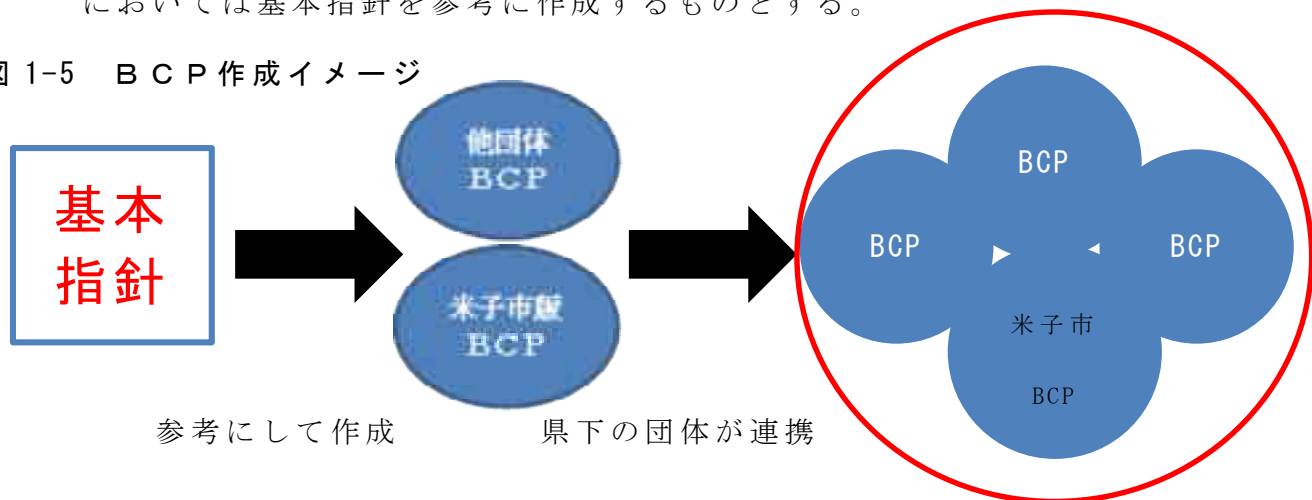 においては基本指針を参考に作成するものとする。
図 1-5 ＢＣＰ作成イメージ
基本
指針
他団体
BCP
米子市版
BCP
BCP
BCP
BCP
米子市
BCP
参考にして作成
県下の団体が連携